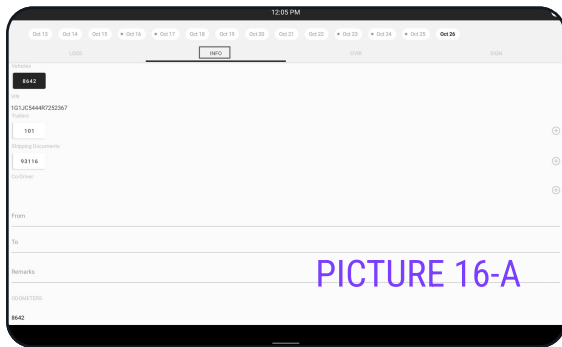 12:05 PM
Oct 13 Oct 14 Oct 15 Oct 16 Oct 17 Oct 18 Oct 19 Oct 20 Oct 21 Oct 22 Oct 23 Oct 24 Oct 25 Oct 26
LOGS INFO DVIR SIGN
Vehicles
8642
VIN
1G1JC5444R7252367
Trailers
101
Shipping Documents
93116
Co-Driver
From
To
Remarks
PICTURE 16-A
ODOMETERS
8642